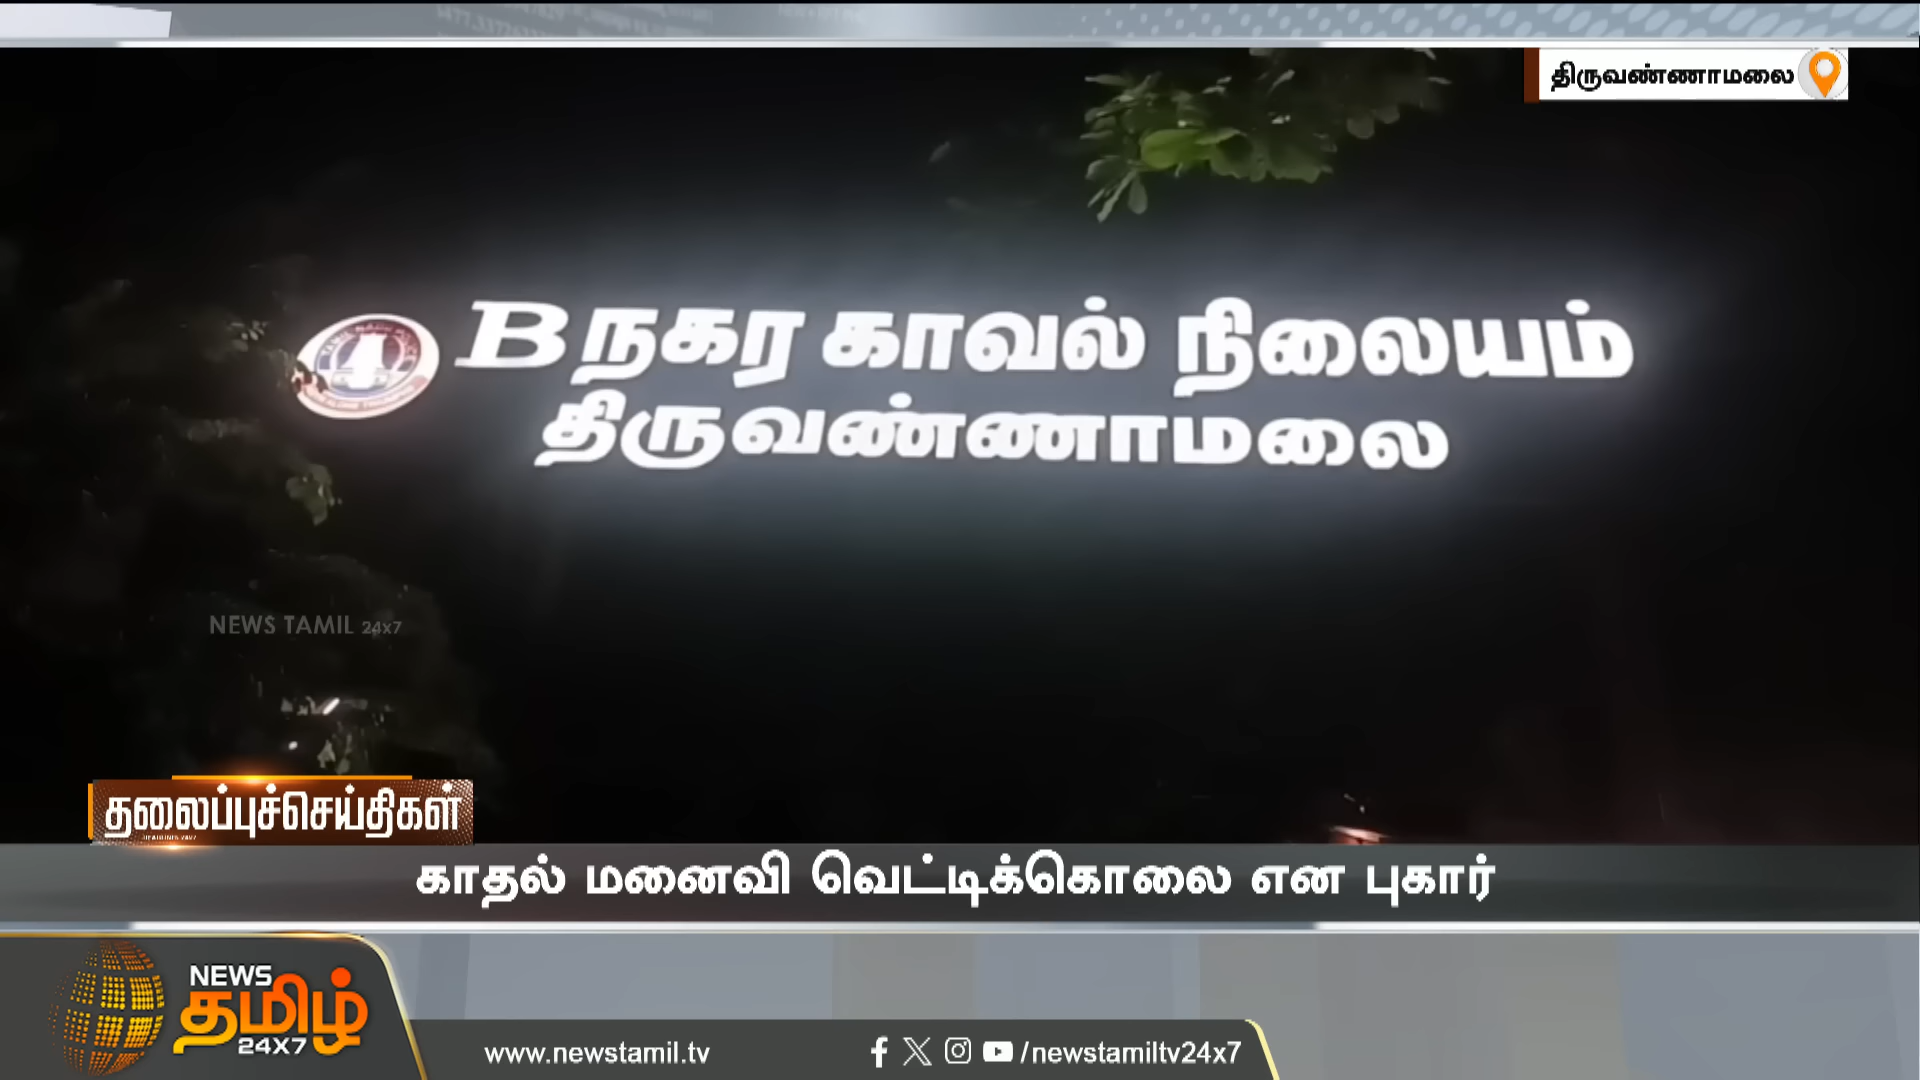 திருவண்ணாமலை
B நகர காவல் நிலையம்
திருவண்ணாமலை
NEWS TAMIL 24x7
தலைப்புச்செய்திகள்
காதல் மனைவி வெட்டிக்கொலை என புகார்
NEWS
தமிழ்
24X7
www.newstamil.tv
/newstamiltv24x7